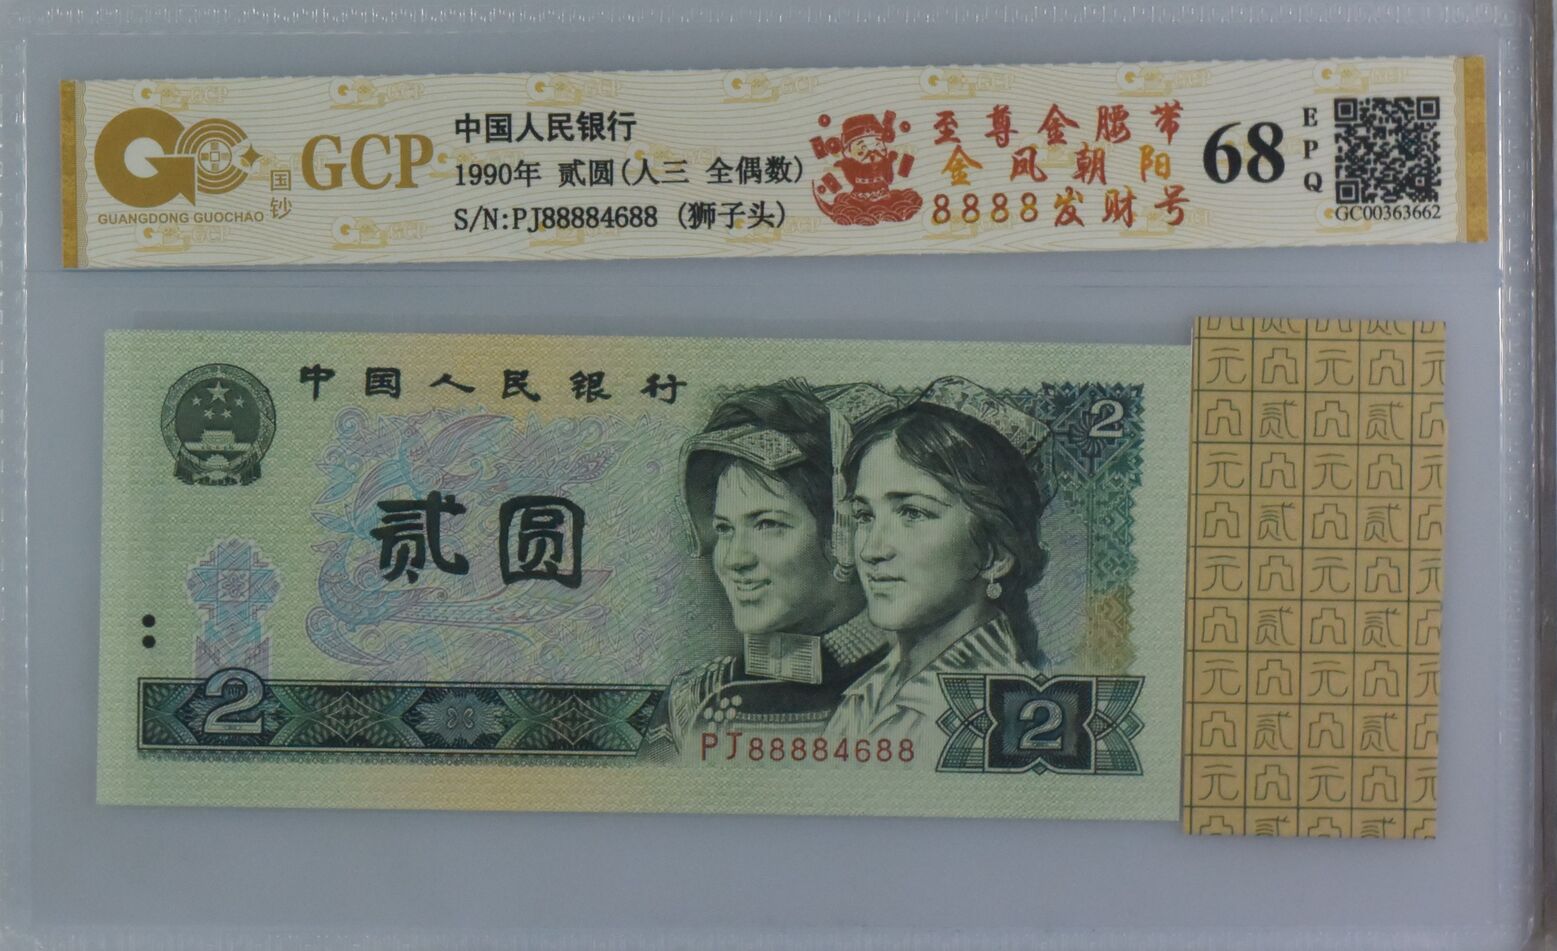 GCP
国钞
GUANGDONG GUOCHAO
中国人民银行
1990年 贰圆(人三 全偶数)
S/N:PJ88884688 (狮子头)
至尊金腰带
金凤朝阳
8888发财号
68
EPQ
GC00363662
中国人民银行
2
贰圆
2
PJ88884688
2